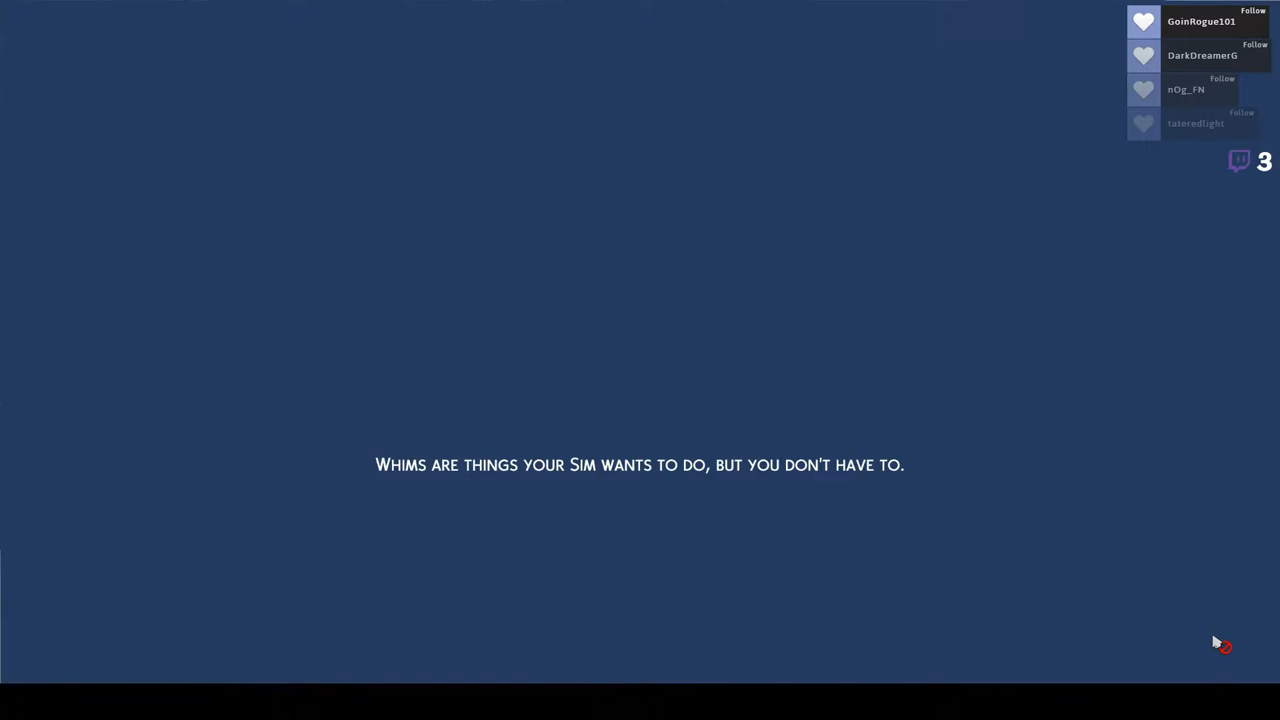 Follow
GoinRogue101
Follow
DarkDreamerG
Follow
nOg_FN
Follow
tateredlight
3
WHIMS ARE THINGS YOUR SIM WANTS TO DO, BUT YOU DON'T HAVE TO.